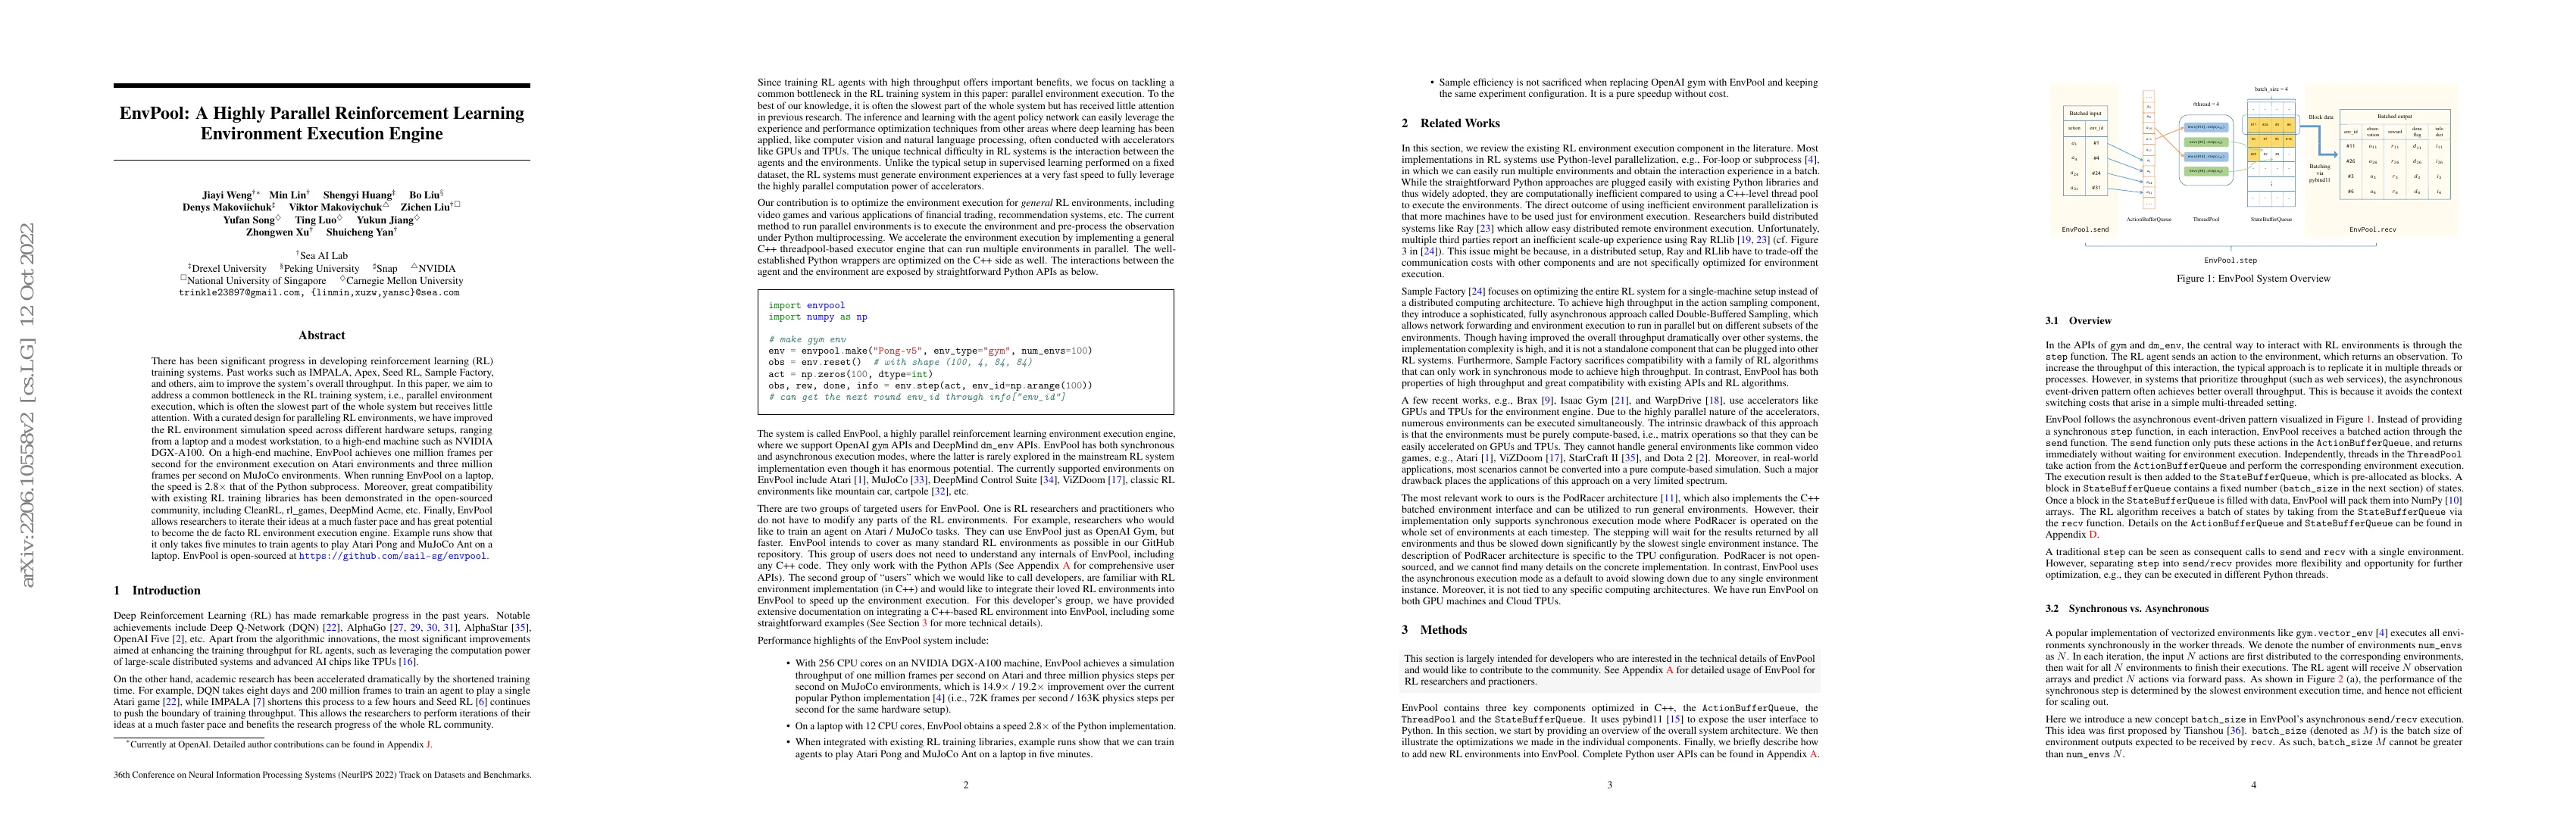 arXiv:2206.10558v2 [cs.LG] 12 Oct 2022
EnvPool: A Highly Parallel Reinforcement Learning
Environment Execution Engine
Jiayi Weng†* Min Lin† Shengyi Huang‡ Bo Liu§
Denys Makoviichuk♯ Viktor Makoviychuk△ Zichen Liu†□
Yufan Song◇ Ting Luo◇ Yukun Jiang◇
Zhongwen Xu† Shuicheng Yan†
†Sea AI Lab
‡Drexel University §Peking University ♯Snap △NVIDIA
□National University of Singapore ◇Carnegie Mellon University
trinkle23897@gmail.com, {linmin,xuzw,yansc}@sea.com
Abstract
There has been significant progress in developing reinforcement learning (RL)
training systems. Past works such as IMPALA, Apex, Seed RL, Sample Factory,
and others, aim to improve the system's overall throughput. In this paper, we aim to
address a common bottleneck in the RL training system, i.e., parallel environment
execution, which is often the slowest part of the whole system but receives little
attention. With a curated design for paralleling RL environments, we have improved
the RL environment simulation speed across different hardware setups, ranging
from a laptop and a modest workstation, to a high-end machine such as NVIDIA
DGX-A100. On a high-end machine, EnvPool achieves one million frames per
second for the environment execution on Atari environments and three million
frames per second on MuJoCo environments. When running EnvPool on a laptop,
the speed is 2.8× that of the Python subprocess. Moreover, great compatibility
with existing RL training libraries has been demonstrated in the open-sourced
community, including CleanRL, rl_games, DeepMind Acme, etc. Finally, EnvPool
allows researchers to iterate their ideas at a much faster pace and has great potential
to become the de facto RL environment execution engine. Example runs show that
it only takes five minutes to train agents to play Atari Pong and MuJoCo Ant on a
laptop. EnvPool is open-sourced at https://github.com/sail-sg/envpool.
1 Introduction
Deep Reinforcement Learning (RL) has made remarkable progress in the past years. Notable
achievements include Deep Q-Network (DQN) [22], AlphaGo [27, 29, 30, 31], AlphaStar [35],
OpenAI Five [2], etc. Apart from the algorithmic innovations, the most significant improvements
aimed at enhancing the training throughput for RL agents, such as leveraging the computation power
of large-scale distributed systems and advanced AI chips like TPUs [16].
On the other hand, academic research has been accelerated dramatically by the shortened training
time. For example, DQN takes eight days and 200 million frames to train an agent to play a single
Atari game [22], while IMPALA [7] shortens this process to a few hours and Seed RL [6] continues
to push the boundary of training throughput. This allows the researchers to perform iterations of their
ideas at a much faster pace and benefits the research progress of the whole RL community.
*Currently at OpenAI. Detailed author contributions can be found in Appendix J.
36th Conference on Neural Information Processing Systems (NeurIPS 2022) Track on Datasets and Benchmarks.
Since training RL agents with high throughput offers important benefits, we focus on tackling a
common bottleneck in the RL training system in this paper: parallel environment execution. To the
best of our knowledge, it is often the slowest part of the whole system but has received little attention
in previous research. The inference and learning with the agent policy network can easily leverage the
experience and performance optimization techniques from other areas where deep learning has been
applied, like computer vision and natural language processing, often conducted with accelerators
like GPUs and TPUs. The unique technical difficulty in RL systems is the interaction between the
agents and the environments. Unlike the typical setup in supervised learning performed on a fixed
dataset, the RL systems must generate environment experiences at a very fast speed to fully leverage
the highly parallel computation power of accelerators.
Our contribution is to optimize the environment execution for general RL environments, including
video games and various applications of financial trading, recommendation systems, etc. The current
method to run parallel environments is to execute the environment and pre-process the observation
under Python multiprocessing. We accelerate the environment execution by implementing a general
C++ threadpool-based executor engine that can run multiple environments in parallel. The well-
established Python wrappers are optimized on the C++ side as well. The interactions between the
agent and the environment are exposed by straightforward Python APIs as below.
import envpool
import numpy as np
# make gym env
env = envpool.make("Pong-v5", env_type="gym", num_envs=100)
obs = env.reset() # with shape (100, 4, 84, 84)
act = np.zeros(100, dtype=int)
obs, rew, done, info = env.step(act, env_id=np.arange(100))
# can get the next round env_id through info["env_id"]
The system is called EnvPool, a highly parallel reinforcement learning environment execution engine,
where we support OpenAI gym APIs and DeepMind dm_env APIs. EnvPool has both synchronous
and asynchronous execution modes, where the latter is rarely explored in the mainstream RL system
implementation even though it has enormous potential. The currently supported environments on
EnvPool include Atari [1], MuJoCo [33], DeepMind Control Suite [34], ViZDoom [17], classic RL
environments like mountain car, cartpole [32], etc.
There are two groups of targeted users for EnvPool. One is RL researchers and practitioners who
do not have to modify any parts of the RL environments. For example, researchers who would
like to train an agent on Atari / MuJoCo tasks. They can use EnvPool just as OpenAI Gym, but
faster. EnvPool intends to cover as many standard RL environments as possible in our GitHub
repository. This group of users does not need to understand any internals of EnvPool, including
any C++ code. They only work with the Python APIs (See Appendix A for comprehensive user
APIs). The second group of "users" which we would like to call developers, are familiar with RL
environment implementation (in C++) and would like to integrate their loved RL environments into
EnvPool to speed up the environment execution. For this developer's group, we have provided
extensive documentation on integrating a C++-based RL environment into EnvPool, including some
straightforward examples (See Section 3 for more technical details).
Performance highlights of the EnvPool system include:
• With 256 CPU cores on an NVIDIA DGX-A100 machine, EnvPool achieves a simulation
throughput of one million frames per second on Atari and three million physics steps per
second on MuJoCo environments, which is 14.9× / 19.2× improvement over the current
popular Python implementation [4] (i.e., 72K frames per second / 163K physics steps per
second for the same hardware setup).
• On a laptop with 12 CPU cores, EnvPool obtains a speed 2.8× of the Python implementation.
• When integrated with existing RL training libraries, example runs show that we can train
agents to play Atari Pong and MuJoCo Ant on a laptop in five minutes.
2
• Sample efficiency is not sacrificed when replacing OpenAI gym with EnvPool and keeping
the same experiment configuration. It is a pure speedup without cost.
2 Related Works
In this section, we review the existing RL environment execution component in the literature. Most
implementations in RL systems use Python-level parallelization, e.g., For-loop or subprocess [4],
in which we can easily run multiple environments and obtain the interaction experience in a batch.
While the straightforward Python approaches are plugged easily with existing Python libraries and
thus widely adopted, they are computationally inefficient compared to using a C++-level thread pool
to execute the environments. The direct outcome of using inefficient environment parallelization is
that more machines have to be used just for environment execution. Researchers build distributed
systems like Ray [23] which allow easy distributed remote environment execution. Unfortunately,
multiple third parties report an inefficient scale-up experience using Ray RLlib [19, 23] (cf. Figure
3 in [24]). This issue might be because, in a distributed setup, Ray and RLlib have to trade-off the
communication costs with other components and are not specifically optimized for environment
execution.
Sample Factory [24] focuses on optimizing the entire RL system for a single-machine setup instead of
a distributed computing architecture. To achieve high throughput in the action sampling component,
they introduce a sophisticated, fully asynchronous approach called Double-Buffered Sampling, which
allows network forwarding and environment execution to run in parallel but on different subsets of the
environments. Though having improved the overall throughput dramatically over other systems, the
implementation complexity is high, and it is not a standalone component that can be plugged into other
RL systems. Furthermore, Sample Factory sacrifices compatibility with a family of RL algorithms
that can only work in synchronous mode to achieve high throughput. In contrast, EnvPool has both
properties of high throughput and great compatibility with existing APIs and RL algorithms.
A few recent works, e.g., Brax [9], Isaac Gym [21], and WarpDrive [18], use accelerators like
GPUs and TPUs for the environment engine. Due to the highly parallel nature of the accelerators,
numerous environments can be executed simultaneously. The intrinsic drawback of this approach
is that the environments must be purely compute-based, i.e., matrix operations so that they can be
easily accelerated on GPUs and TPUs. They cannot handle general environments like common video
games, e.g., Atari [1], ViZDoom [17], StarCraft II [35], and Dota 2 [2]. Moreover, in real-world
applications, most scenarios cannot be converted into a pure compute-based simulation. Such a major
drawback places the applications of this approach on a very limited spectrum.
The most relevant work to ours is the PodRacer architecture [11], which also implements the C++
batched environment interface and can be utilized to run general environments. However, their
implementation only supports synchronous execution mode where PodRacer is operated on the
whole set of environments at each timestep. The stepping will wait for the results returned by all
environments and thus be slowed down significantly by the slowest single environment instance. The
description of PodRacer architecture is specific to the TPU configuration. PodRacer is not open-
sourced, and we cannot find many details on the concrete implementation. In contrast, EnvPool uses
the asynchronous execution mode as a default to avoid slowing down due to any single environment
instance. Moreover, it is not tied to any specific computing architectures. We have run EnvPool on
both GPU machines and Cloud TPUs.
3 Methods
This section is largely intended for developers who are interested in the technical details of EnvPool
and would like to contribute to the community. See Appendix A for detailed usage of EnvPool for
RL researchers and practioners.
EnvPool contains three key components optimized in C++, the ActionBufferQueue, the
ThreadPool and the StateBufferQueue. It uses pybind11 [15] to expose the user interface to
Python. In this section, we start by providing an overview of the overall system architecture. We then
illustrate the optimizations we made in the individual components. Finally, we briefly describe how
to add new RL environments into EnvPool. Complete Python user APIs can be found in Appendix A.
3
Batched input
action env_id
#1
#4
#24
#31
EnvPool.send
ActionBufferQueue
#thread = 4
ThreadPool
batch_size = 4
StateBufferQueue
Block data
Batching
via
pybind11
Batched output
env_id obser-vation reward done flag info dict
#11
#26
#3
#6
EnvPool.recv
EnvPool.step
Figure 1: EnvPool System Overview
3.1 Overview
In the APIs of gym and dm_env, the central way to interact with RL environments is through the
step function. The RL agent sends an action to the environment, which returns an observation. To
increase the throughput of this interaction, the typical approach is to replicate it in multiple threads or
processes. However, in systems that prioritize throughput (such as web services), the asynchronous
event-driven pattern often achieves better overall throughput. This is because it avoids the context
switching costs that arise in a simple multi-threaded setting.
EnvPool follows the asynchronous event-driven pattern visualized in Figure 1. Instead of providing
a synchronous step function, in each interaction, EnvPool receives a batched action through the
send function. The send function only puts these actions in the ActionBufferQueue, and returns
immediately without waiting for environment execution. Independently, threads in the ThreadPool
take action from the ActionBufferQueue and perform the corresponding environment execution.
The execution result is then added to the StateBufferQueue, which is pre-allocated as blocks. A
block in StateBufferQueue contains a fixed number (batch_size in the next section) of states.
Once a block in the StateBufferQueue is filled with data, EnvPool will pack them into NumPy [10]
arrays. The RL algorithm receives a batch of states by taking from the StateBufferQueue via
the recv function. Details on the ActionBufferQueue and StateBufferQueue can be found in
Appendix D.
A traditional step can be seen as consequent calls to send and recv with a single environment.
However, separating step into send/recv provides more flexibility and opportunity for further
optimization, e.g., they can be executed in different Python threads.
3.2 Synchronous vs. Asynchronous
A popular implementation of vectorized environments like gym.vector_env [4] executes all envi-
ronments synchronously in the worker threads. We denote the number of environments num_envs
as N. In each iteration, the input N actions are first distributed to the corresponding environments,
then wait for all N environments to finish their executions. The RL agent will receive N observation
arrays and predict N actions via forward pass. As shown in Figure 2 (a), the performance of the
synchronous step is determined by the slowest environment execution time, and hence not efficient
for scaling out.
Here we introduce a new concept batch_size in EnvPool's asynchronous send/recv execution.
This idea was first proposed by Tianshou [36]. batch_size (denoted as M) is the batch size of
environment outputs expected to be received by recv. As such, batch_size M cannot be greater
than num_envs N.
4